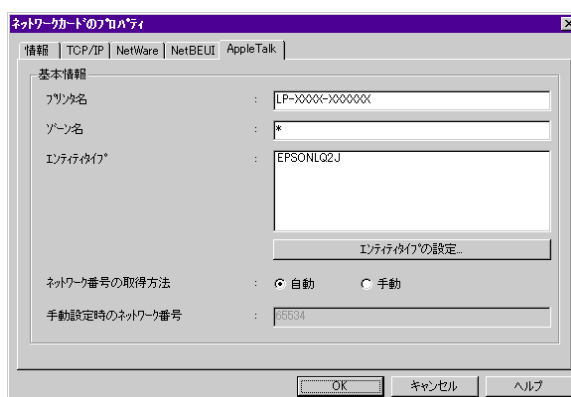 ﾈｯﾄﾜｰｸｶｰﾄﾞのﾌﾟﾛﾊﾟﾃｨ
情報 TCP/IP NetWare NetBEUI AppleTalk
基本情報
ﾌﾟﾘﾝﾀ名 : LP-XXXX-XXXXXX
ｿﾞｰﾝ名 : *
ｴﾝﾃｨﾃｨﾀｲﾌﾟ : EPSONLQ2J
ｴﾝﾃｨﾃｨﾀｲﾌﾟの設定...
ﾈｯﾄﾜｰｸ番号の取得方法 : 自動 手動
手動設定時のﾈｯﾄﾜｰｸ番号 : 65534
OK キャンセル ヘルプ